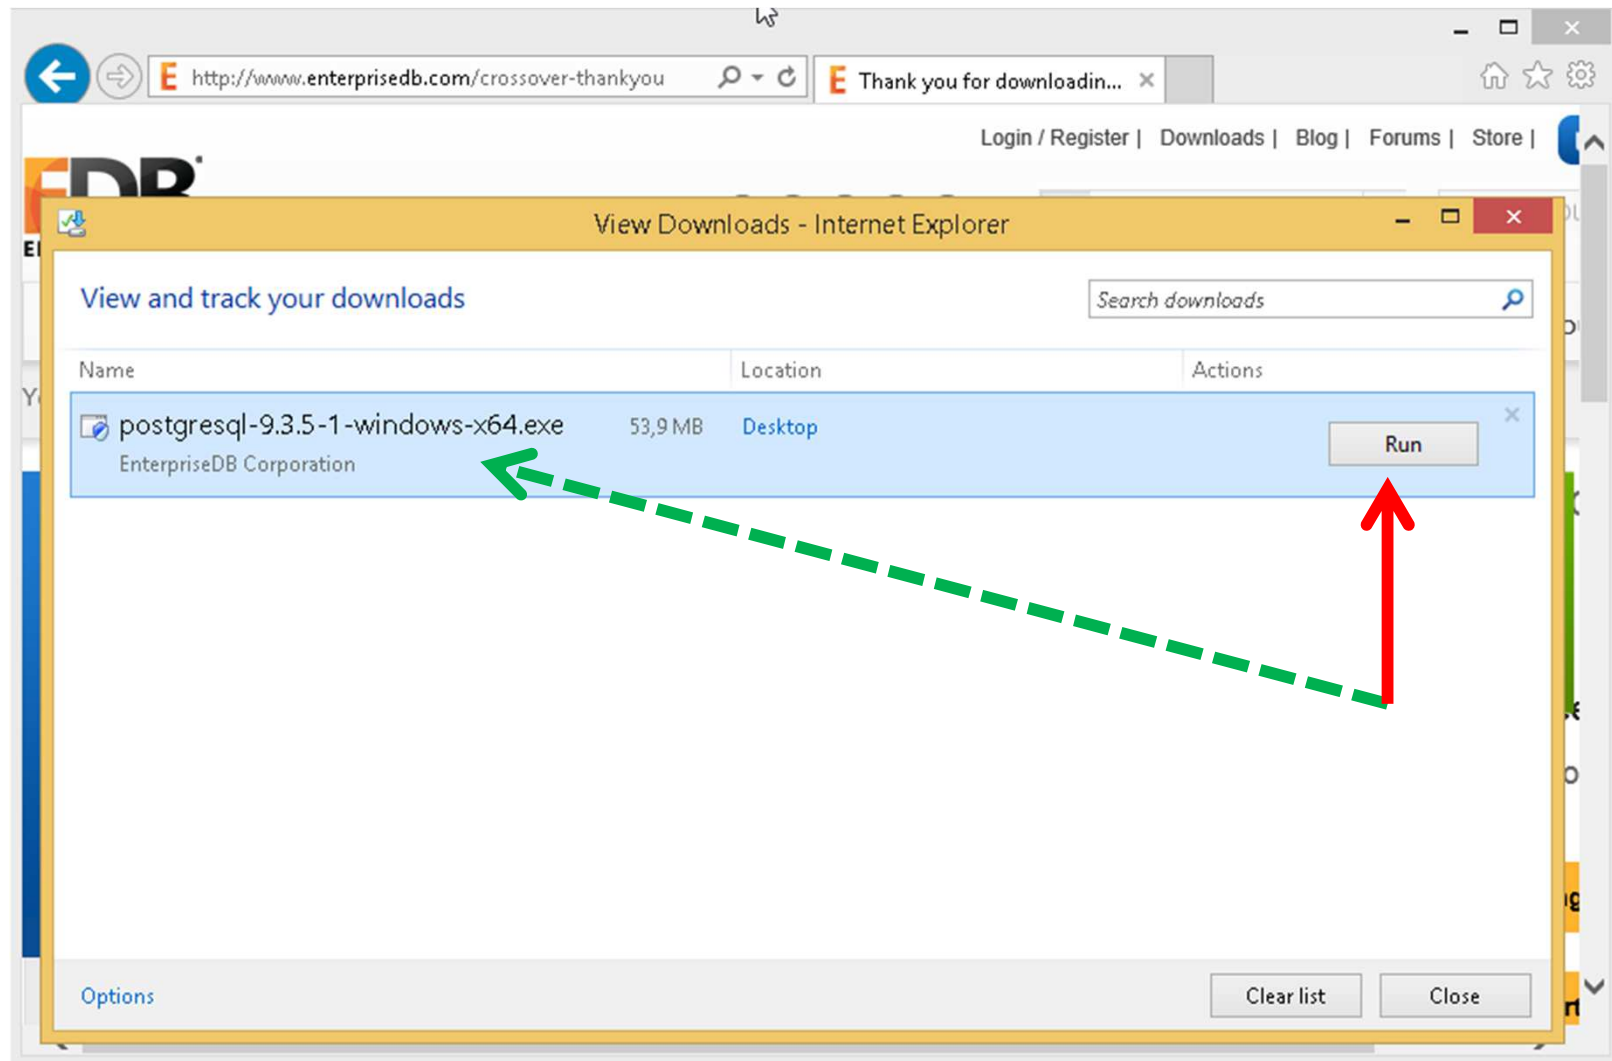 http://www.enterprisedb.com/crossover-thankyou
Thank you for downloadin...
Login / Register | Downloads | Blog | Forums | Store |
EDB
View Downloads - Internet Explorer
View and track your downloads
Search downloads
Name Location Actions
postgresql-9.3.5-1-windows-x64.exe 53,9 MB Desktop
Run
EnterpriseDB Corporation
Options Clear list Close